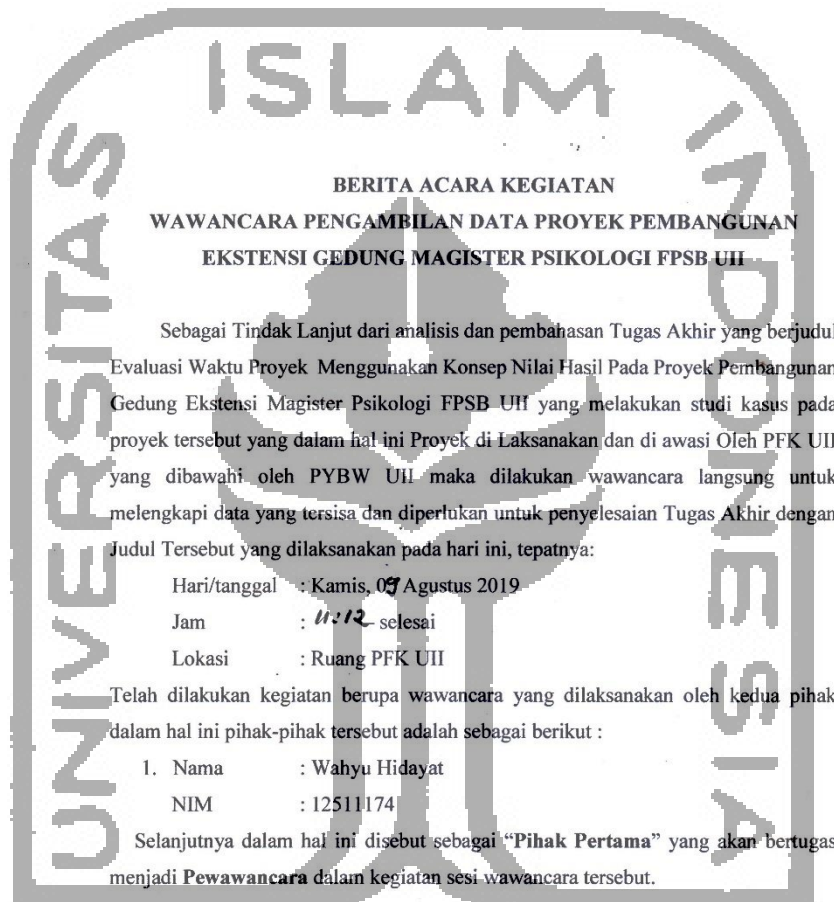 ISLAM
UNIVERSITAS
INDONESIA
BERITA ACARA KEGIATAN
WAWANCARA PENGAMBILAN DATA PROYEK PEMBANGUNAN
EKSTENSI GEDUNG MAGISTER PSIKOLOGI FPSB UII
Sebagai Tindak Lanjut dari analisis dan pembahasan Tugas Akhir yang berjudul
Evaluasi Waktu Proyek Menggunakan Konsep Nilai Hasil Pada Proyek Pembangunan
Gedung Ekstensi Magister Psikologi FPSB UII yang melakukan studi kasus pada
proyek tersebut yang dalam hal ini Proyek di Laksanakan dan di awasi Oleh PFK UII
yang dibawahi oleh PYBW UII maka dilakukan wawancara langsung untuk
melengkapi data yang tersisa dan diperlukan untuk penyelesaian Tugas Akhir dengan
Judul Tersebut yang dilaksanakan pada hari ini, tepatnya:
Hari/tanggal : Kamis, 09 Agustus 2019
Jam : 11:12 selesai
Lokasi : Ruang PFK UII
Telah dilakukan kegiatan berupa wawancara yang dilaksanakan oleh kedua pihak
dalam hal ini pihak-pihak tersebut adalah sebagai berikut :
1. Nama : Wahyu Hidayat
NIM : 12511174
Selanjutnya dalam hal ini disebut sebagai “Pihak Pertama” yang akan bertugas
menjadi Pewawancara dalam kegiatan sesi wawancara tersebut.